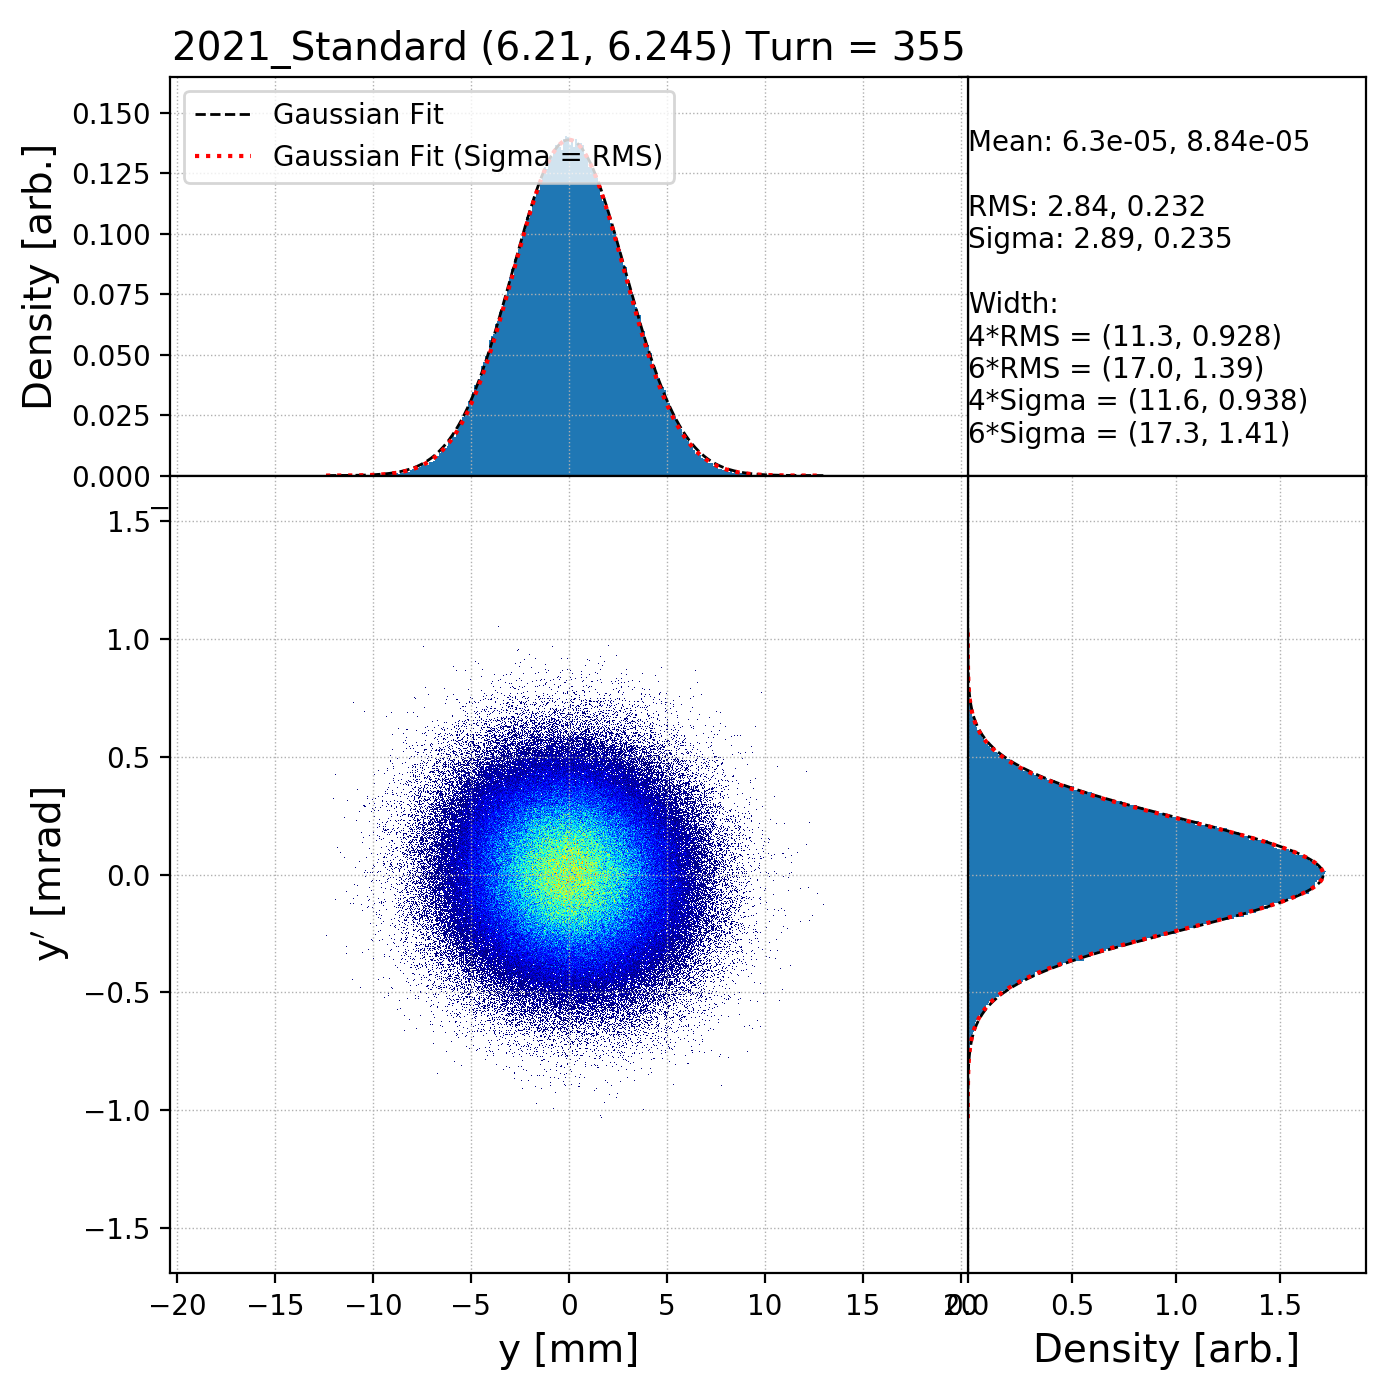 2021_Standard (6.21, 6.245) Turn = 355
Gaussian Fit
Gaussian Fit (Sigma = RMS)
Density [arb.]
0.150
0.125
0.100
0.075
0.050
0.025
0.000
Mean: 6.3e-05, 8.84e-05
RMS: 2.84, 0.232
Sigma: 2.89, 0.235
Width:
4*RMS = (11.3, 0.928)
6*RMS = (17.0, 1.39)
4*Sigma = (11.6, 0.938)
6*Sigma = (17.3, 1.41)
y′ [mrad]
1.5
1.0
0.5
0.0
−0.5
−1.0
−1.5
−20 −15 −10 −5 0 5 10 15 20
0.0 0.5 1.0 1.5
y [mm]
Density [arb.]